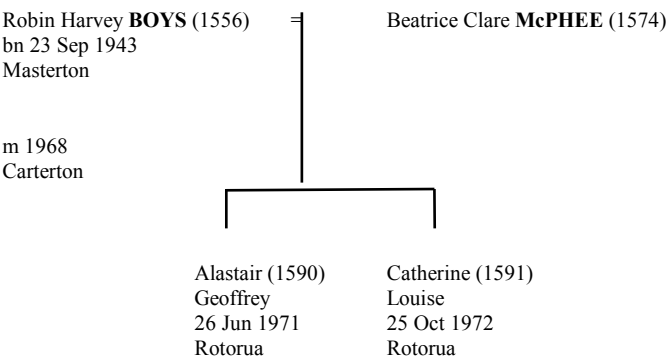 Robin Harvey BOYS (1556) = Beatrice Clare McPHEE (1574)
bn 23 Sep 1943
Masterton
m 1968
Carterton
Alastair (1590) Catherine (1591)
Geoffrey Louise
26 Jun 1971 25 Oct 1972
Rotorua Rotorua